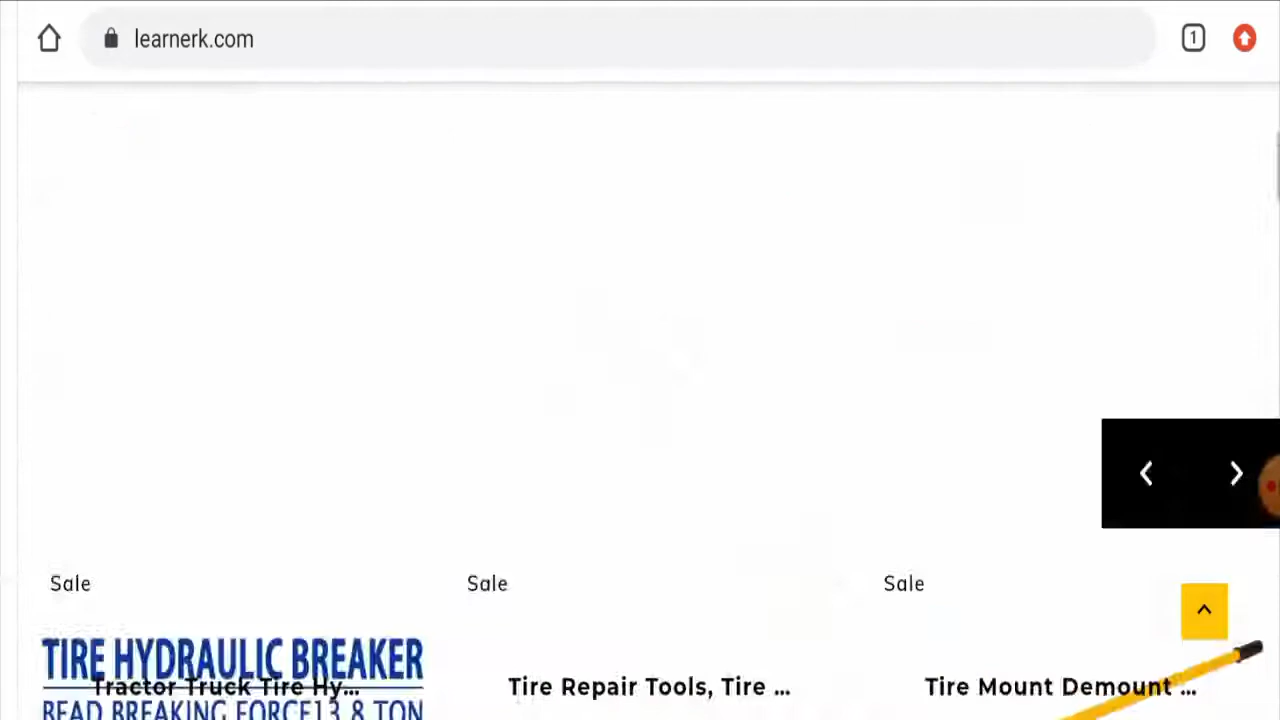 learnerk.com
1
Sale
Sale
Sale
TIRE HYDRAULIC BREAKER
Tractor Truck Tire Hy...
Tire Repair Tools, Tire ...
Tire Mount Demount ...
BEAD BREAKING FORCE13.8 TON